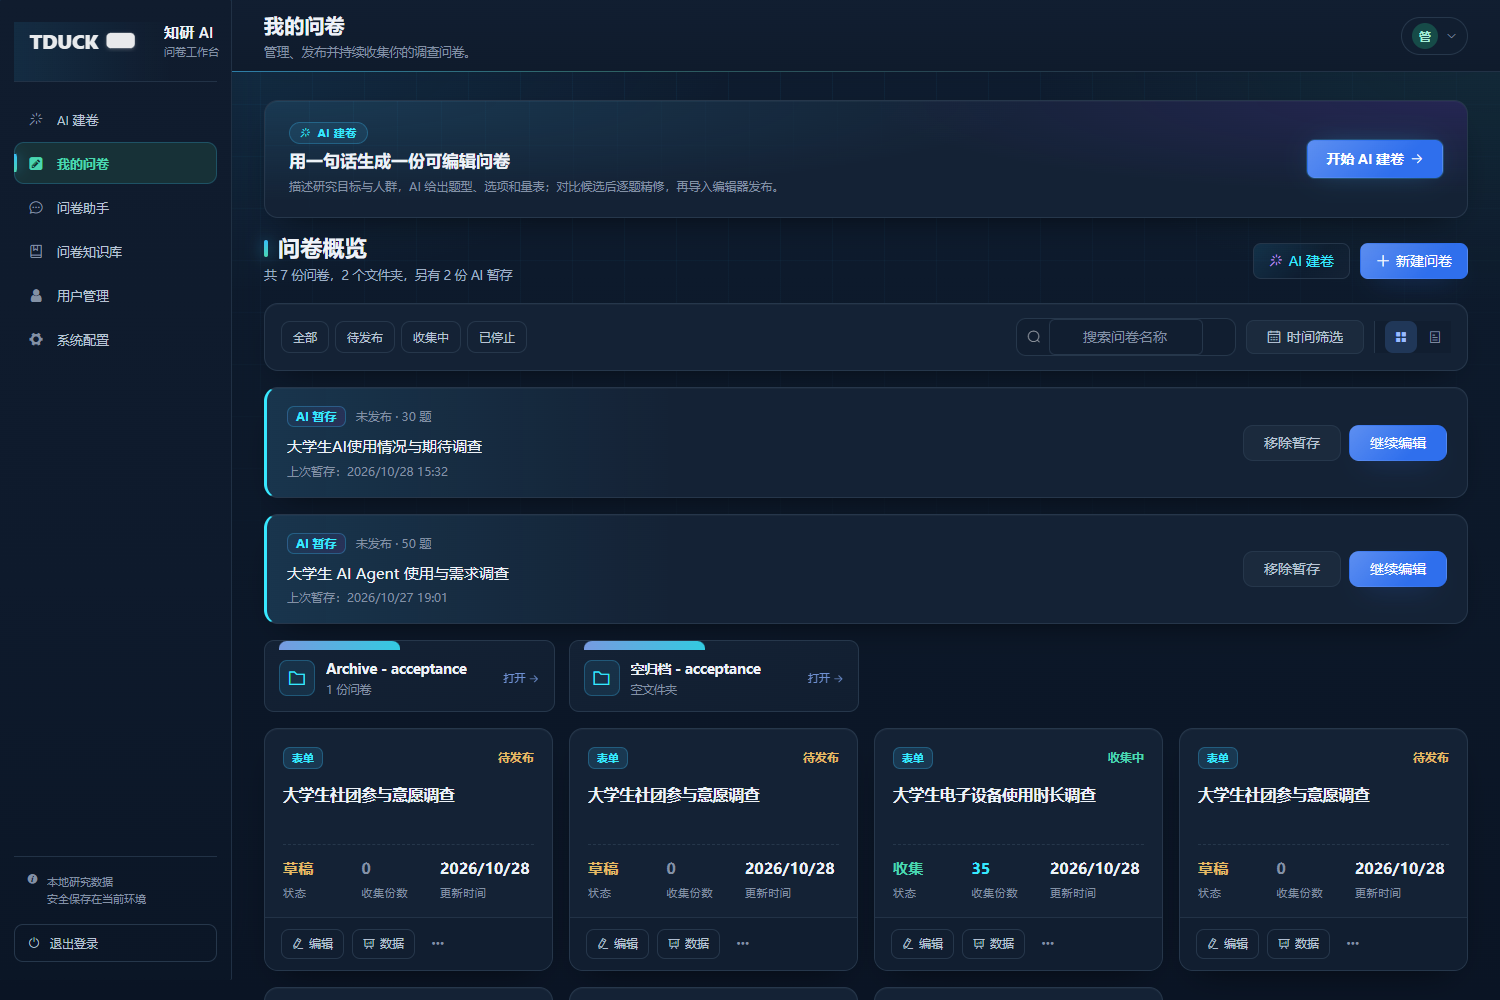 TDUCK
知研 AI
问卷工作台
AI 建卷
我的问卷
问卷助手
问卷知识库
用户管理
系统配置
本地研究数据
安全保存在当前环境
退出登录
我的问卷
管理、发布并持续收集你的调查问卷。
管
AI 建卷
用一句话生成一份可编辑问卷
描述研究目标与人群，AI 给出题型、选项和量表；对比候选后逐题精修，再导入编辑器发布。
开始 AI 建卷 →
问卷概览
共 7 份问卷，2 个文件夹，另有 2 份 AI 暂存
AI 建卷
新建问卷
全部
待发布
收集中
已停止
搜索问卷名称
时间筛选
AI 暂存 未发布 · 30 题
大学生AI使用情况与期待调查
上次暂存：2026/10/28 15:32
移除暂存
继续编辑
AI 暂存 未发布 · 50 题
大学生 AI Agent 使用与需求调查
上次暂存：2026/10/27 19:01
移除暂存
继续编辑
Archive - acceptance
1 份问卷
打开 →
空归档 - acceptance
空文件夹
打开 →
表单 待发布
大学生社团参与意愿调查
草稿 0 2026/10/28
状态 收集份数 更新时间
编辑 数据 ···
表单 待发布
大学生社团参与意愿调查
草稿 0 2026/10/28
状态 收集份数 更新时间
编辑 数据 ···
表单 收集中
大学生电子设备使用时长调查
收集 35 2026/10/28
状态 收集份数 更新时间
编辑 数据 ···
表单 待发布
大学生社团参与意愿调查
草稿 0 2026/10/28
状态 收集份数 更新时间
编辑 数据 ···